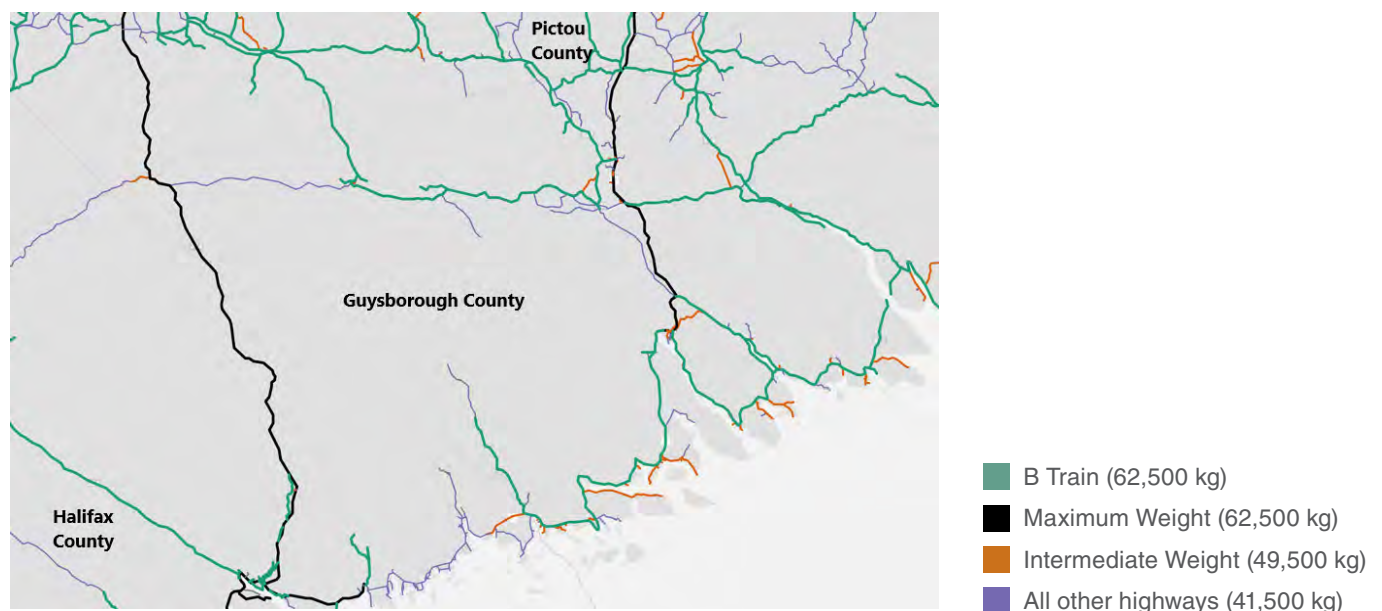 Pictou
County
Guysborough County
Halifax
County
B Train (62,500 kg)
Maximum Weight (62,500 kg)
Intermediate Weight (49,500 kg)
All other highways (41,500 kg)